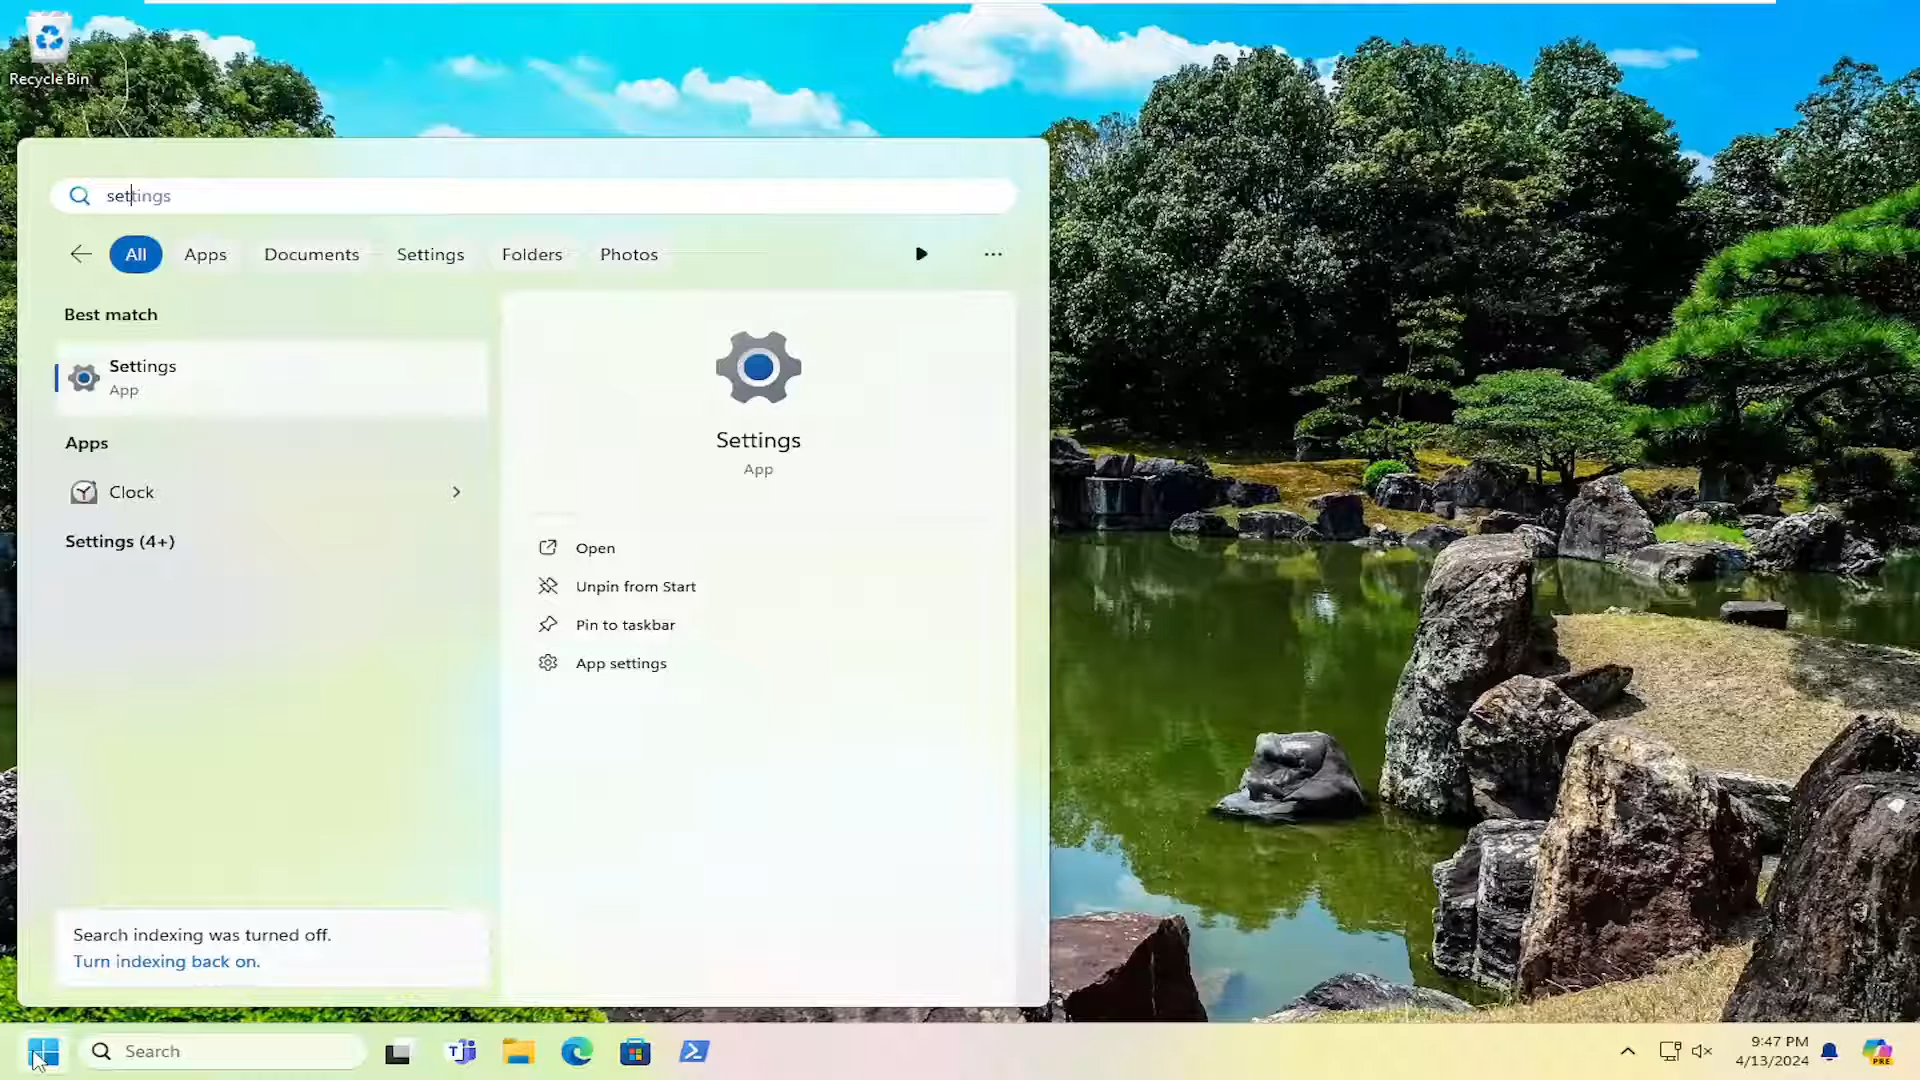 Recycle Bin
settings
All
Apps
Documents
Settings
Folders
Photos
Best match
Settings
App
Apps
Clock
Settings (4+)
Search indexing was turned off.
Turn indexing back on.
Settings
App
Open
Unpin from Start
Pin to taskbar
App settings
Search
9:47 PM
4/13/2024
PRE